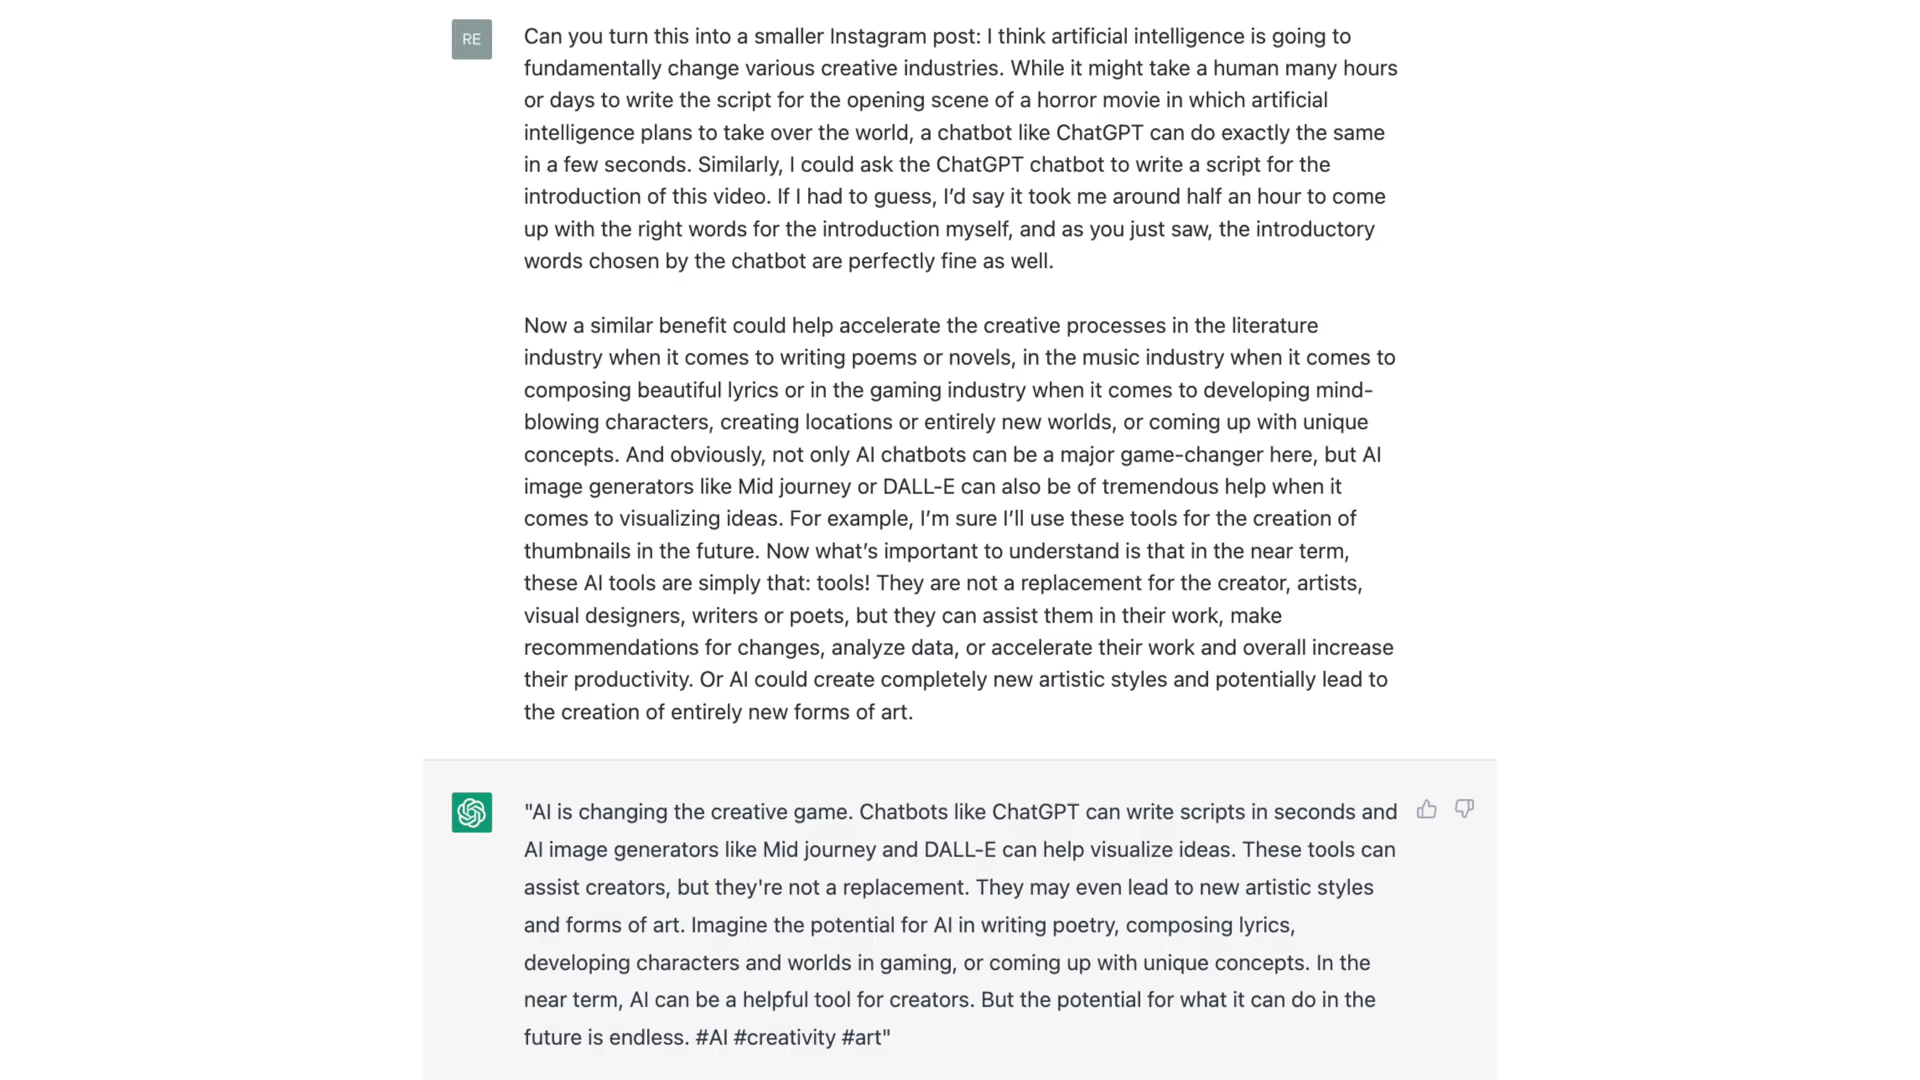 RE
Can you turn this into a smaller Instagram post: I think artificial intelligence is going to
fundamentally change various creative industries. While it might take a human many hours
or days to write the script for the opening scene of a horror movie in which artificial
intelligence plans to take over the world, a chatbot like ChatGPT can do exactly the same
in a few seconds. Similarly, I could ask the ChatGPT chatbot to write a script for the
introduction of this video. If I had to guess, I’d say it took me around half an hour to come
up with the right words for the introduction myself, and as you just saw, the introductory
words chosen by the chatbot are perfectly fine as well.
Now a similar benefit could help accelerate the creative processes in the literature
industry when it comes to writing poems or novels, in the music industry when it comes to
composing beautiful lyrics or in the gaming industry when it comes to developing mind-
blowing characters, creating locations or entirely new worlds, or coming up with unique
concepts. And obviously, not only AI chatbots can be a major game-changer here, but AI
image generators like Mid journey or DALL-E can also be of tremendous help when it
comes to visualizing ideas. For example, I’m sure I’ll use these tools for the creation of
thumbnails in the future. Now what’s important to understand is that in the near term,
these AI tools are simply that: tools! They are not a replacement for the creator, artists,
visual designers, writers or poets, but they can assist them in their work, make
recommendations for changes, analyze data, or accelerate their work and overall increase
their productivity. Or AI could create completely new artistic styles and potentially lead to
the creation of entirely new forms of art.
"AI is changing the creative game. Chatbots like ChatGPT can write scripts in seconds and
AI image generators like Mid journey and DALL-E can help visualize ideas. These tools can
assist creators, but they're not a replacement. They may even lead to new artistic styles
and forms of art. Imagine the potential for AI in writing poetry, composing lyrics,
developing characters and worlds in gaming, or coming up with unique concepts. In the
near term, AI can be a helpful tool for creators. But the potential for what it can do in the
future is endless. #AI #creativity #art"